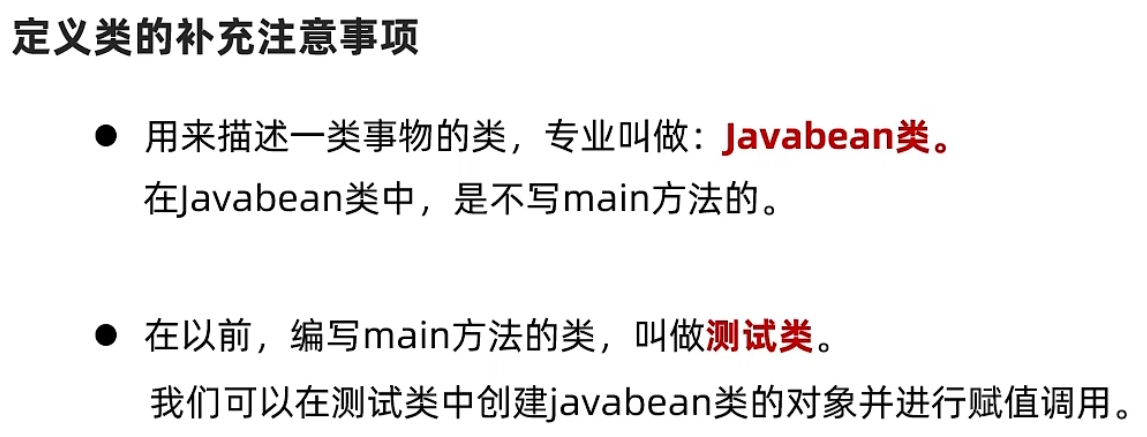 定义类的补充注意事项
● 用来描述一类事物的类，专业叫做：Javabean类。
在Javabean类中，是不写main方法的。
● 在以前，编写main方法的类，叫做测试类。
我们可以在测试类中创建javabean类的对象并进行赋值调用。